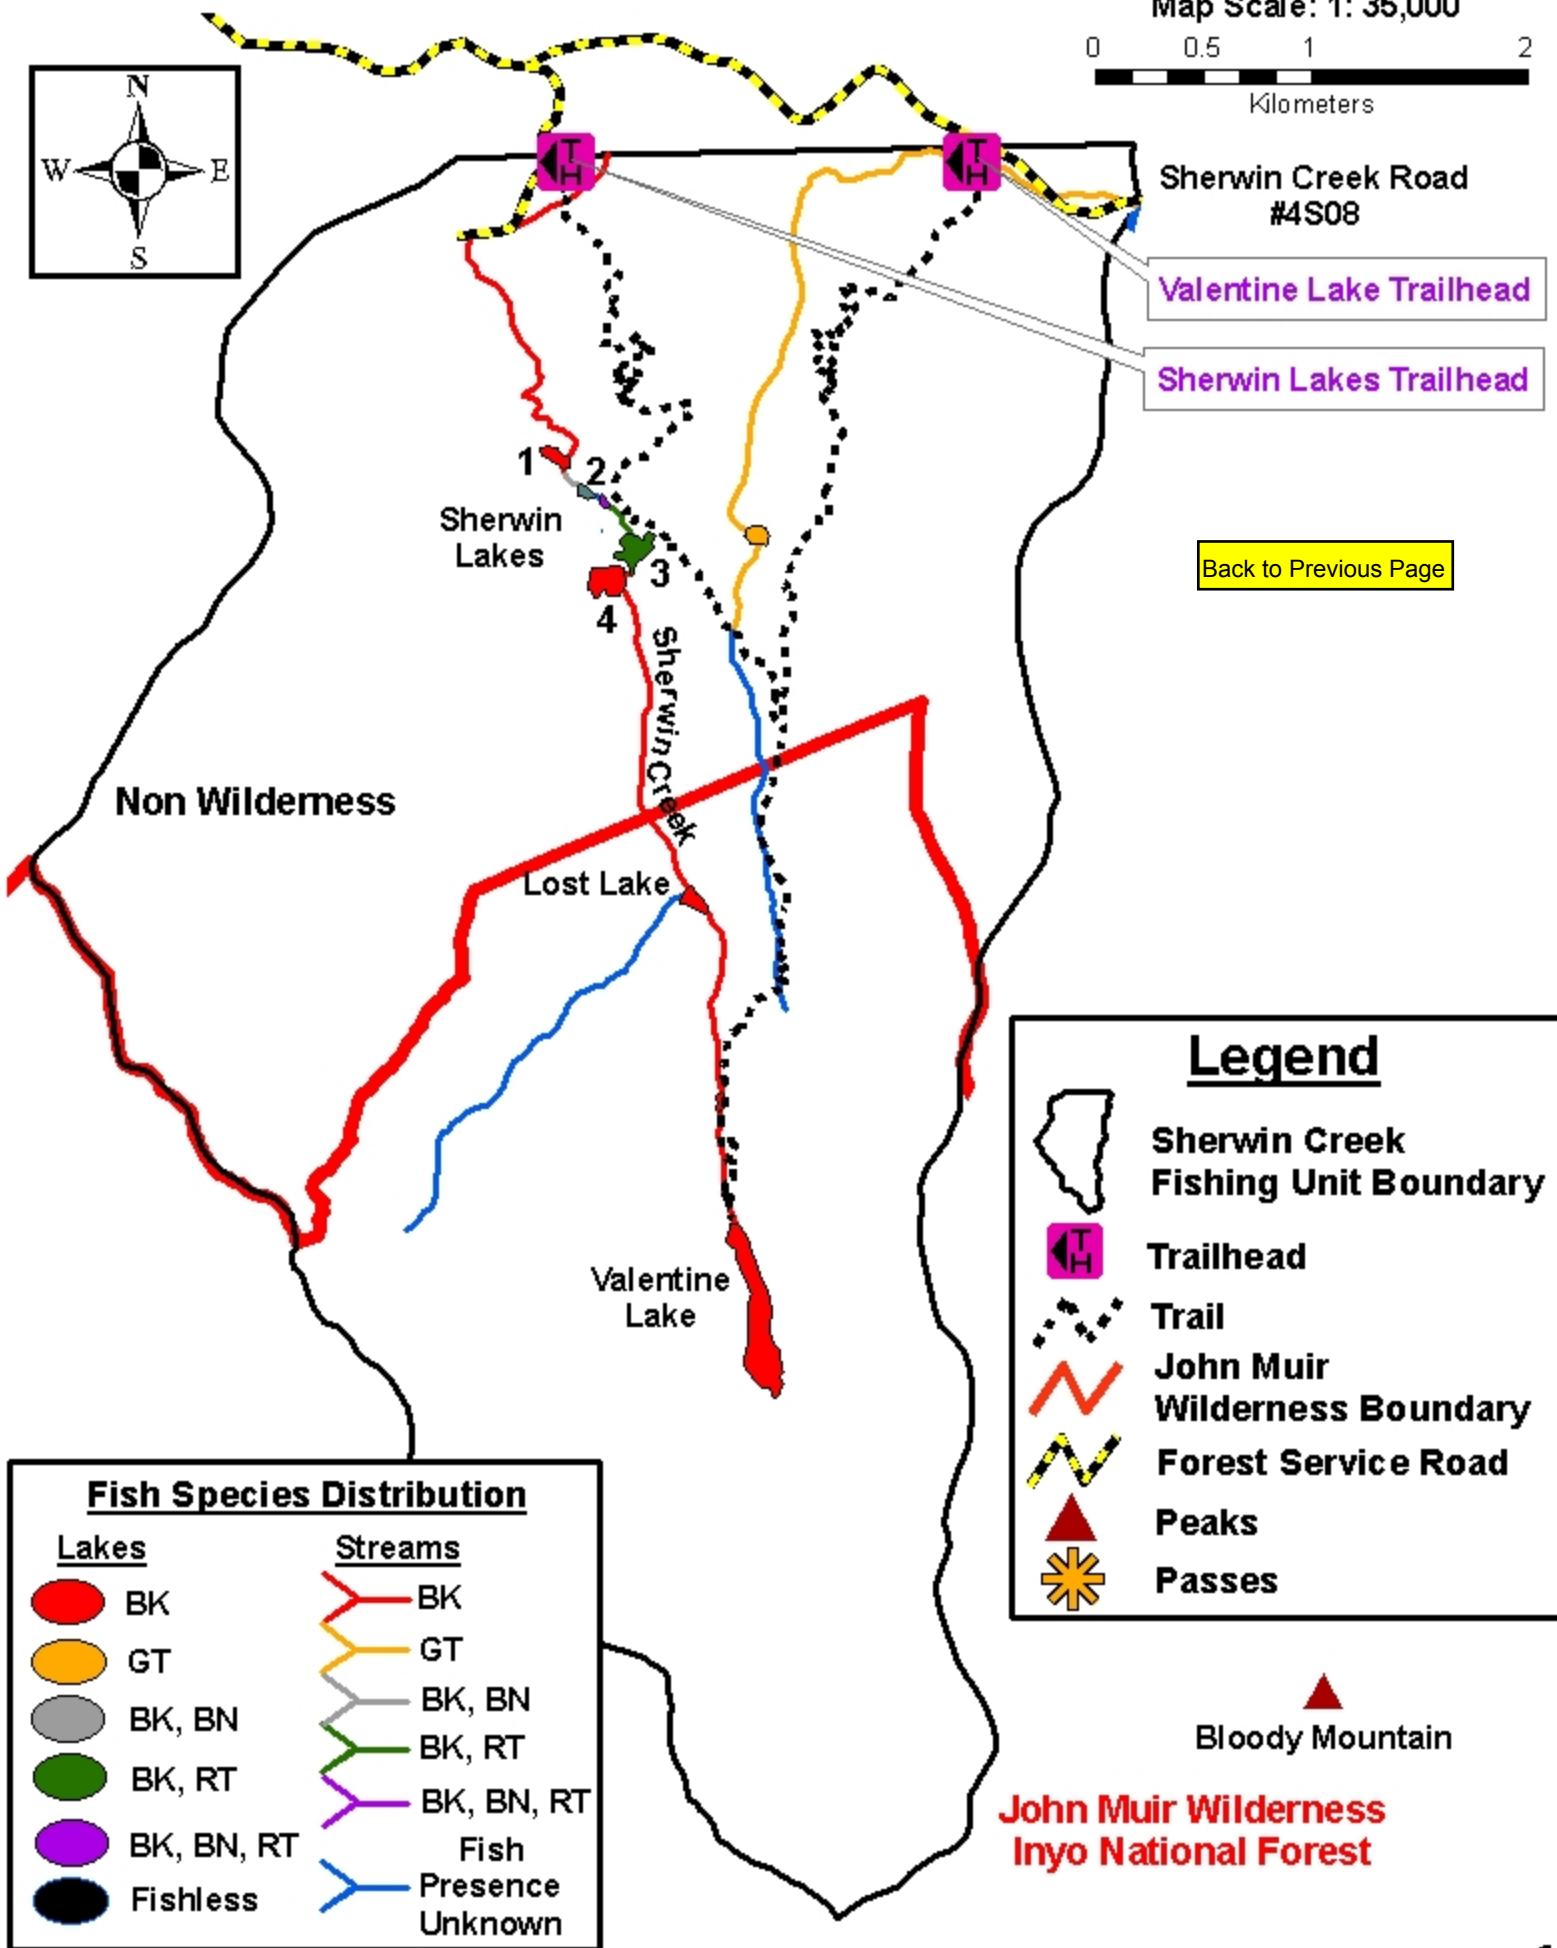 Map Scale: 1: 35,000
0 0.5 1 2
Kilometers
N
W E
S
T
H
T
H
Sherwin Creek Road
#4S08
Valentine Lake Trailhead
Sherwin Lakes Trailhead
1
2
Sherwin
Lakes
3
4
Back to Previous Page
Sherwin Creek
Non Wilderness
Lost Lake
Valentine
Lake
Legend
Sherwin Creek
Fishing Unit Boundary
T
H
Trailhead
Trail
John Muir
Wilderness Boundary
Forest Service Road
Peaks
Passes
Fish Species Distribution
Lakes
BK
GT
BK, BN
BK, RT
BK, BN, RT
Fishless
Streams
BK
GT
BK, BN
BK, RT
BK, BN, RT
Fish
Presence
Unknown
Bloody Mountain
John Muir Wilderness
Inyo National Forest